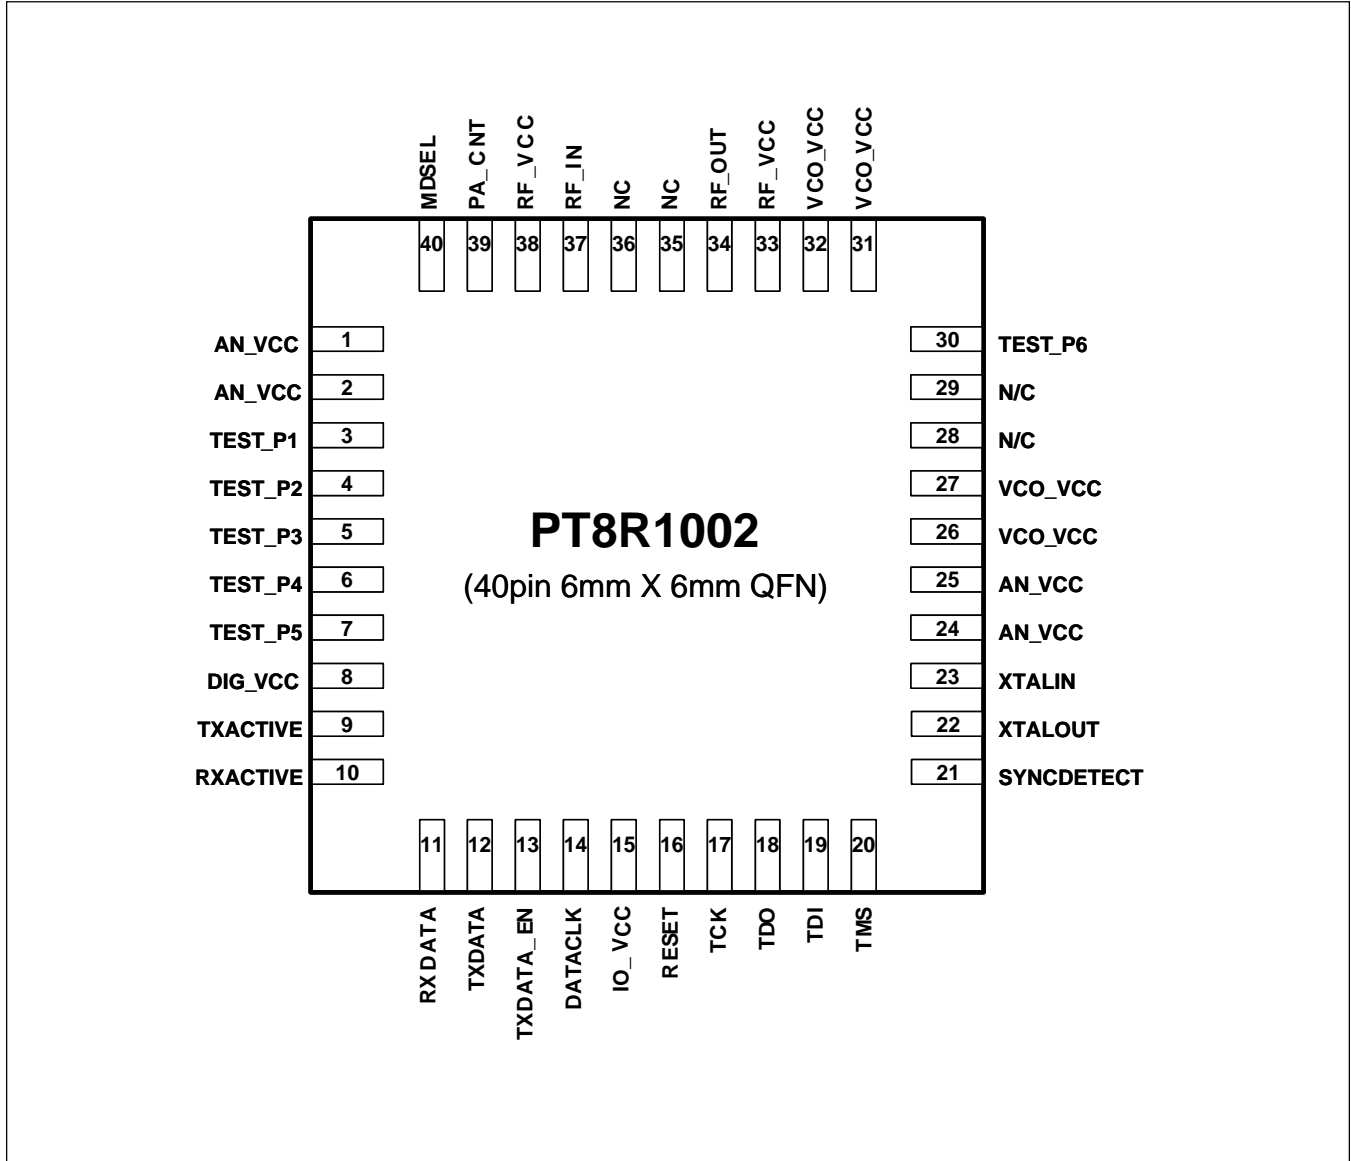 MDSEL
PA_CNT
RF_VCC
RF_IN
NC
NC
RF_OUT
RF_VCC
VCO_VCC
VCO_VCC
40
39
38
37
36
35
34
33
32
31
AN_VCC 1
AN_VCC 2
TEST_P1 3
TEST_P2 4
TEST_P3 5
TEST_P4 6
TEST_P5 7
DIG_VCC 8
TXACTIVE 9
RXACTIVE 10
PT8R1002
(40pin 6mm X 6mm QFN)
30 TEST_P6
29 N/C
28 N/C
27 VCO_VCC
26 VCO_VCC
25 AN_VCC
24 AN_VCC
23 XTALIN
22 XTALOUT
21 SYNCDETECT
11
12
13
14
15
16
17
18
19
20
RXDATA
TXDATA
TXDATA_EN
DATACLK
IO_VCC
RESET
TCK
TDO
TDI
TMS